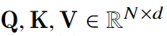 Q, K, V ∈ ℝ^{N×d}